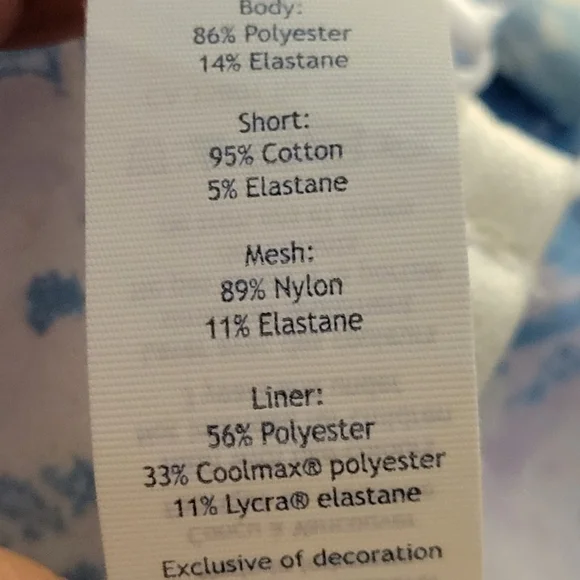 Body:
86% Polyester
14% Elastane
Short:
95% Cotton
5% Elastane
Mesh:
89% Nylon
11% Elastane
Liner:
56% Polyester
33% Coolmax® polyester
11% Lycra® elastane
Exclusive of decoration